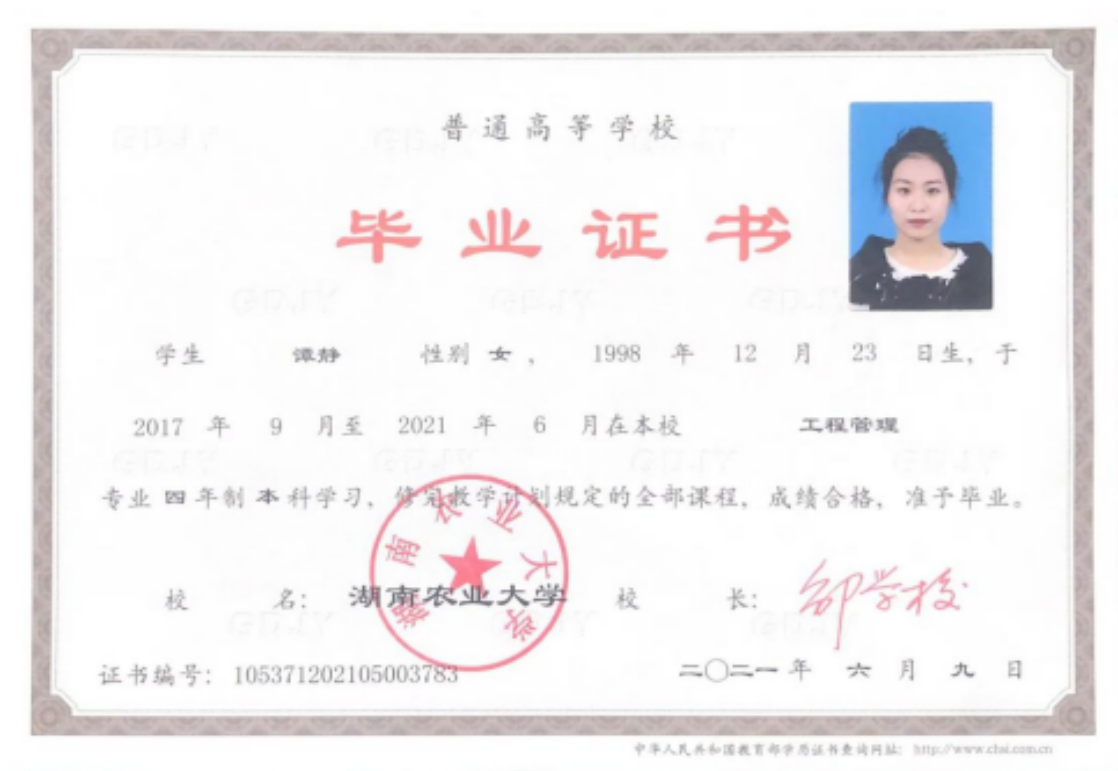 普通高等学校
毕业证书
学生 谭静 性别 女， 1998 年 12 月 23 日生，于
2017 年 9 月至 2021 年 6 月在本校 工程管理
专业 四 年制 本 科学习，修完教学计划规定的全部课程，成绩合格，准予毕业。
校 名： 湖南农业大学 校 长：
湖南农业大学
证书编号： 105371202105003783 二〇二一 年 六 月 九 日
中华人民共和国教育部学历证书查询网址： http://www.chsi.com.cn